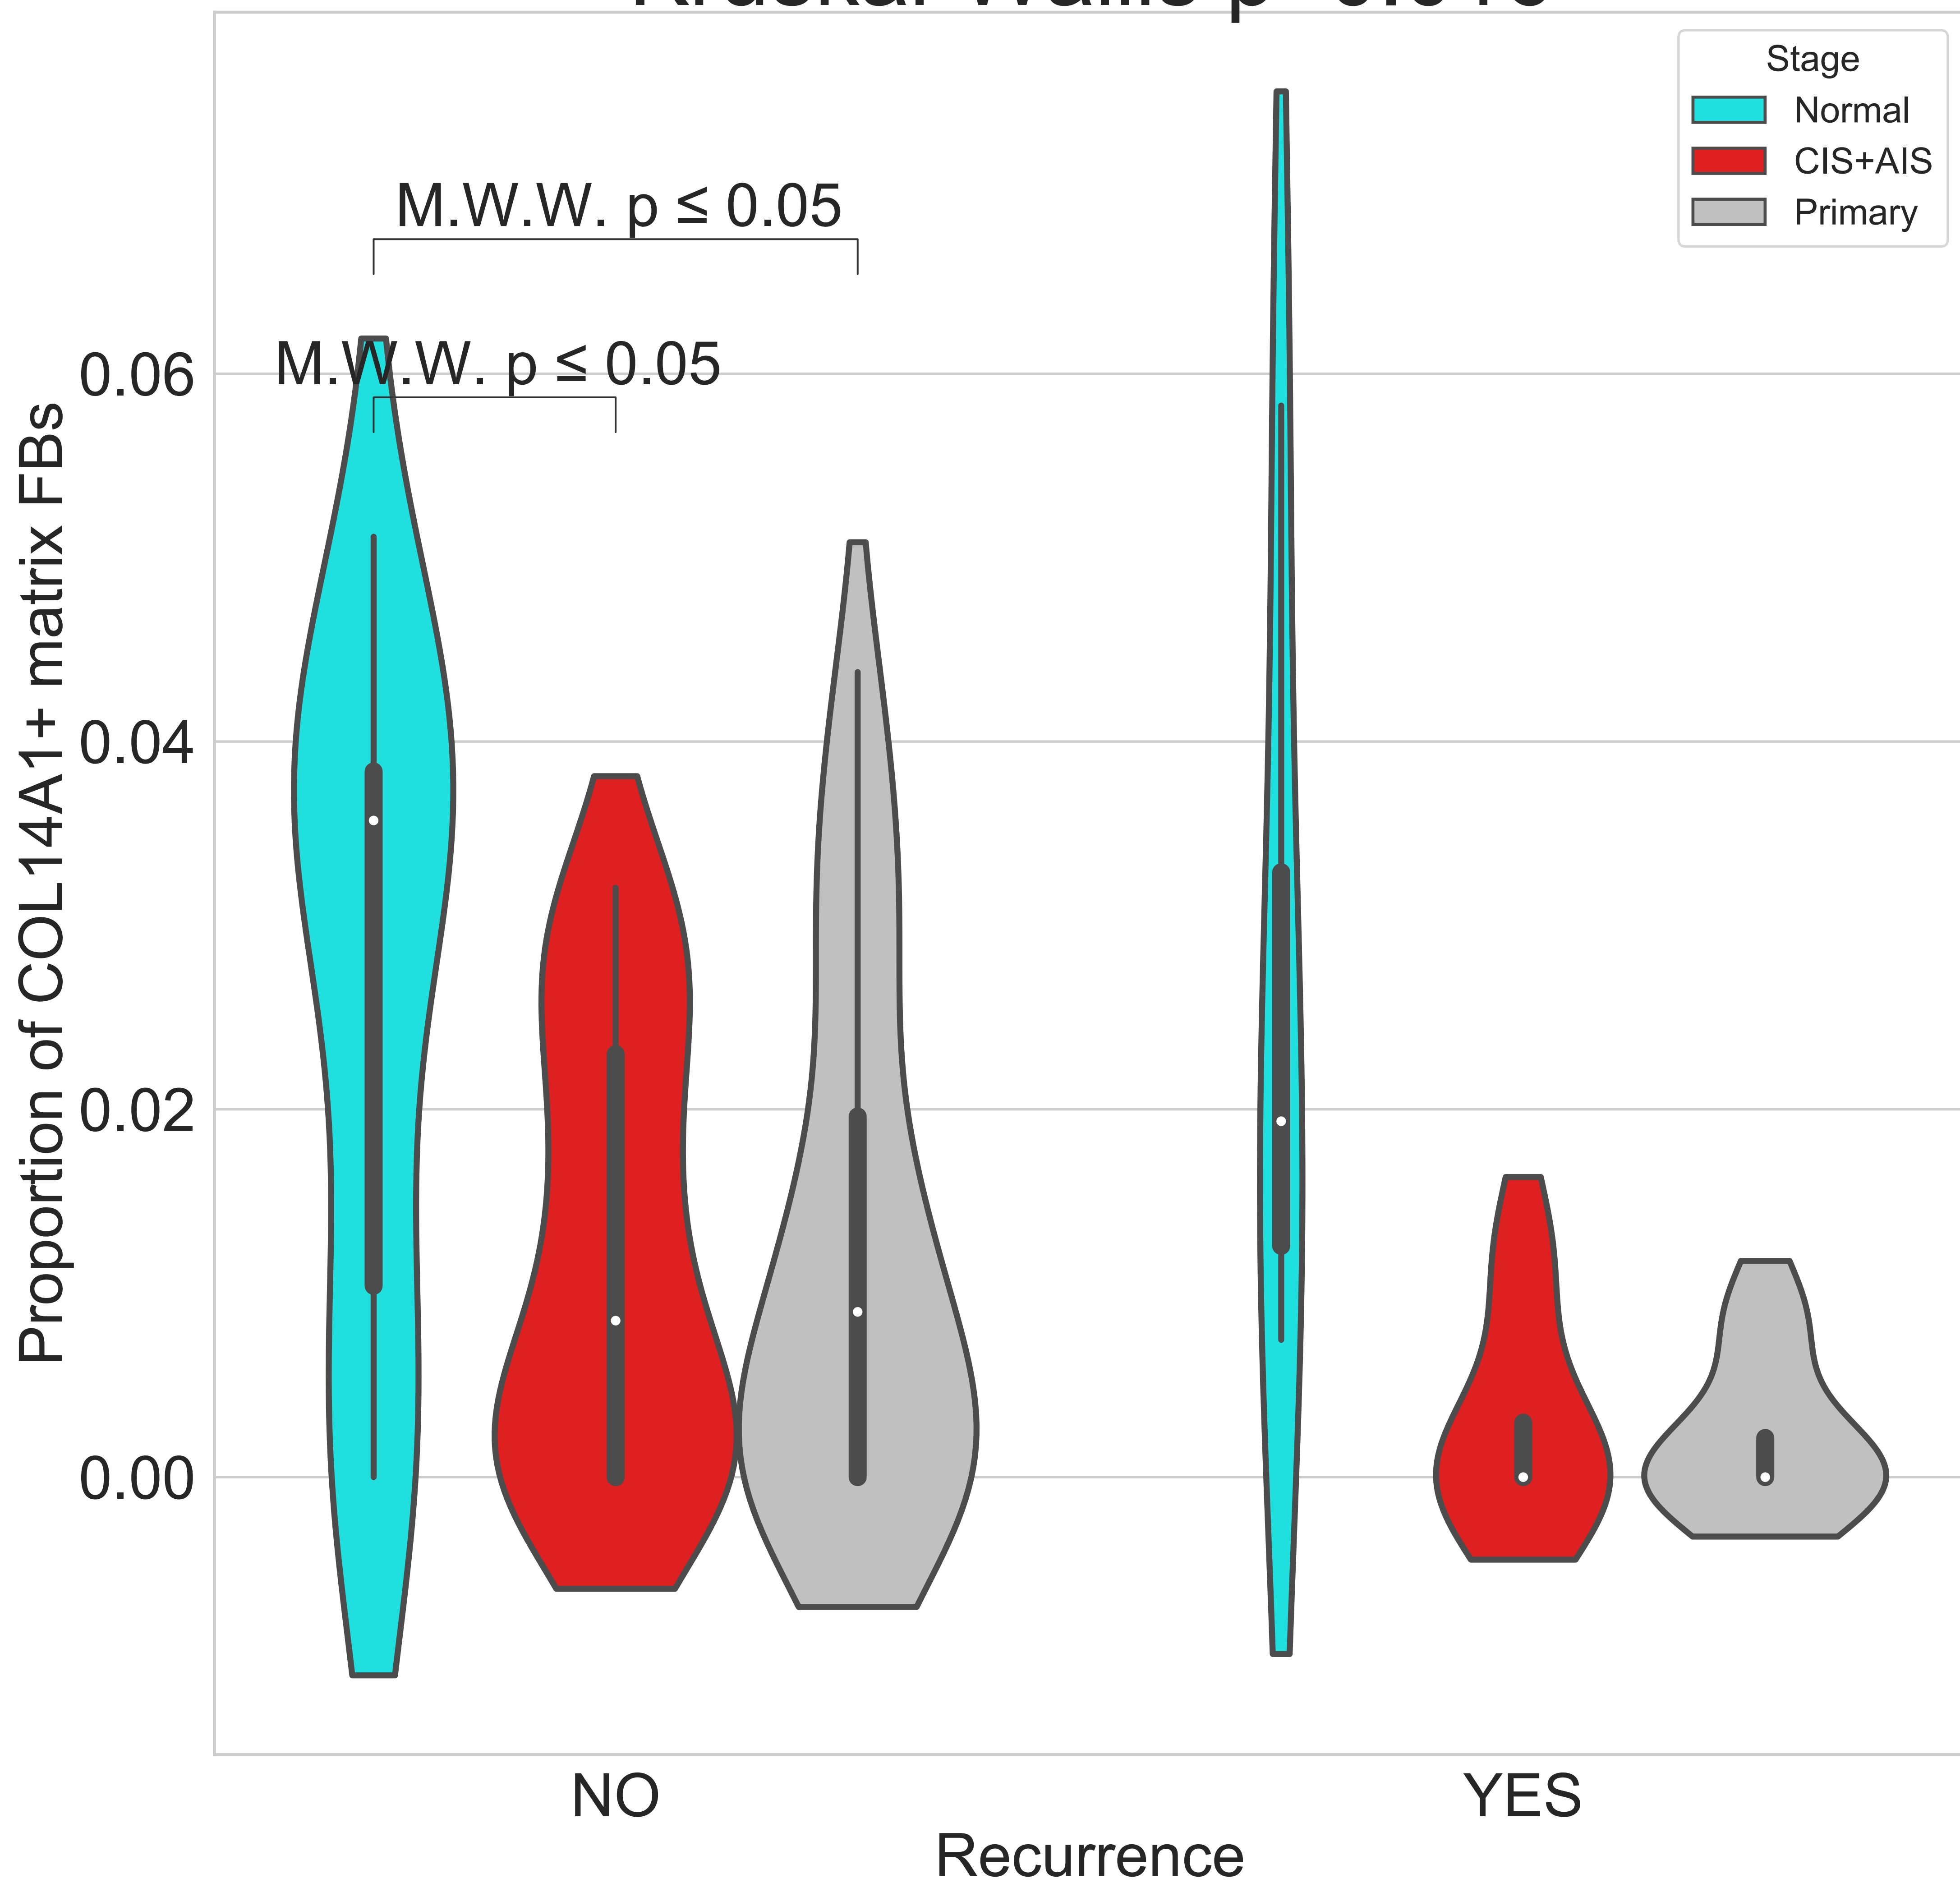 Stage
Normal
CIS+AIS
Primary
M.W.W. p ≤ 0.05
M.W.W. p ≤ 0.05
Proportion of COL14A1+ matrix FBs
0.06
0.04
0.02
0.00
NO
YES
Recurrence